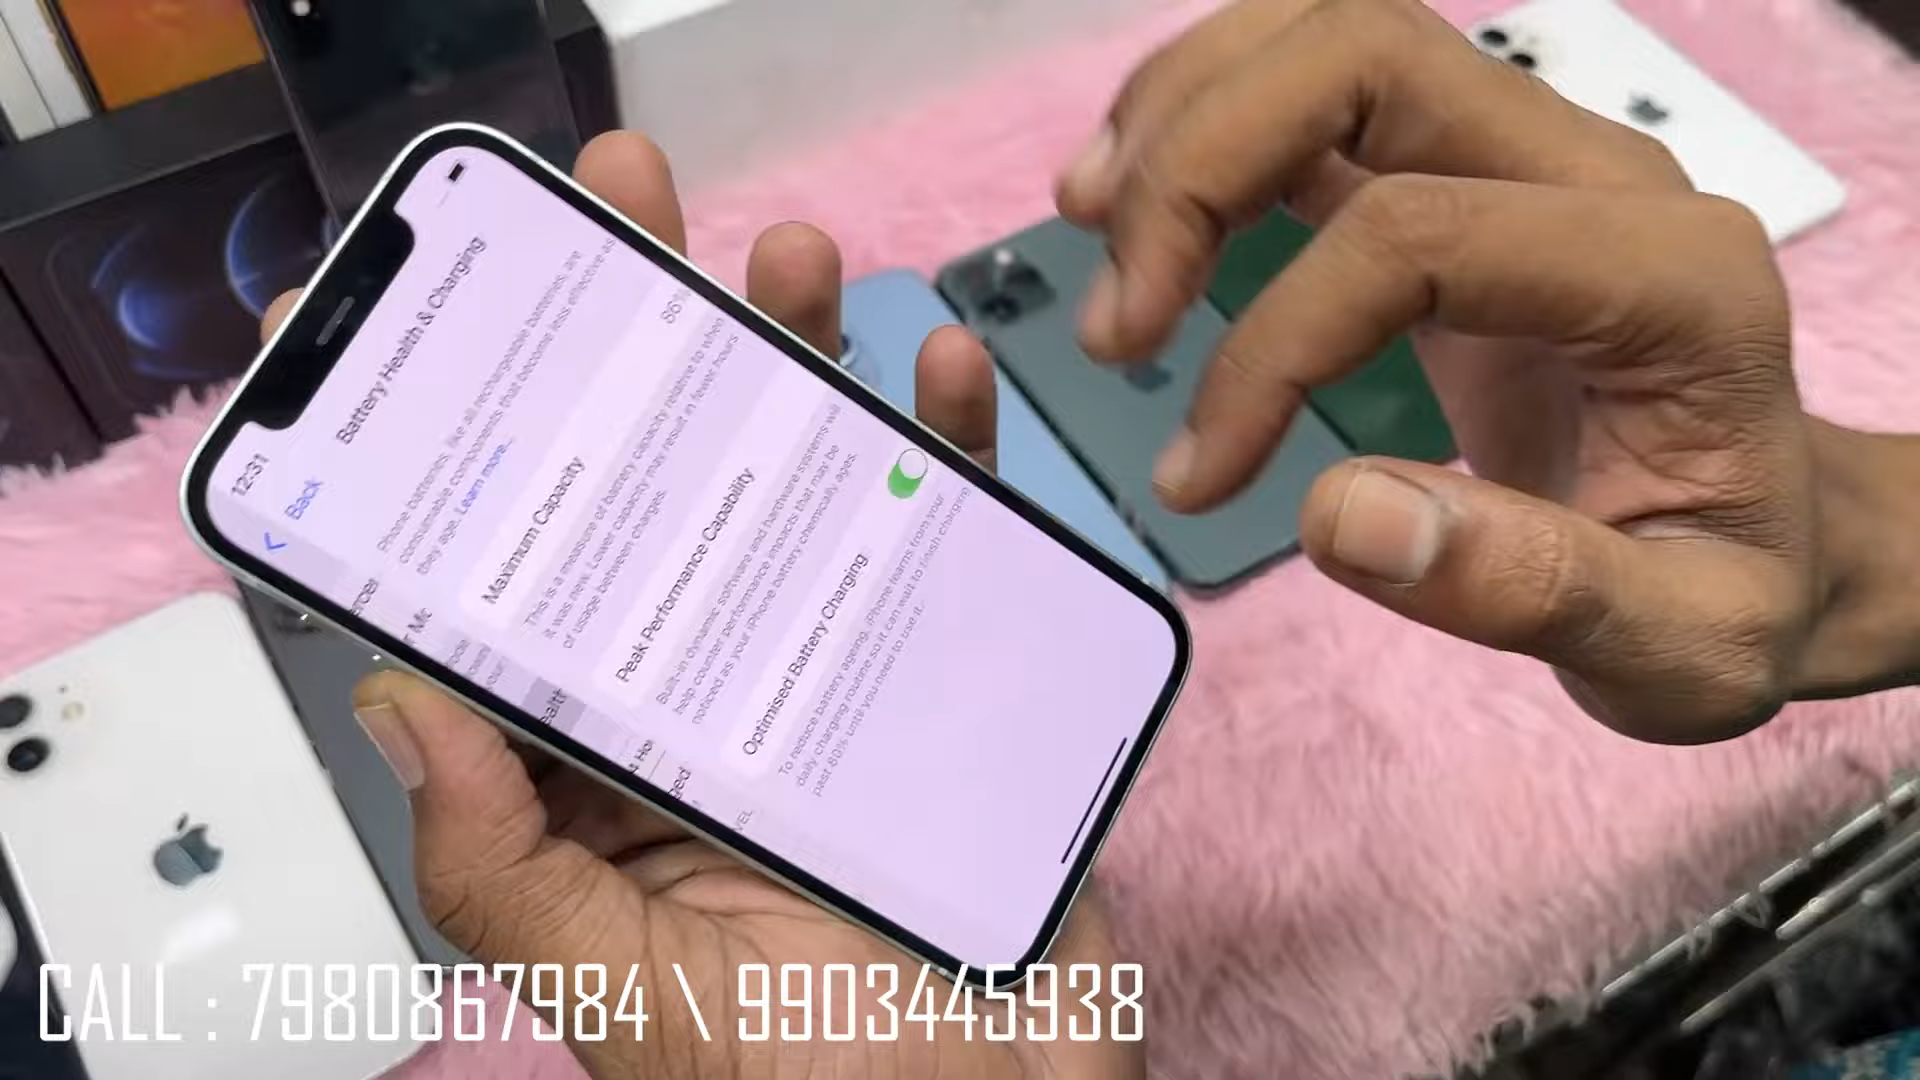 12:31
Back
Battery Health & Charging
Phone batteries, like all rechargeable batteries, are
consumable components that become less effective as
they age. Learn more...
Maximum Capacity
86%
This is a measure of battery capacity relative to when
it was new. Lower capacity may result in fewer hours
of usage between charges.
Peak Performance Capability
Built-in dynamic software and hardware systems will
help counter performance impacts that may be
noticed as your iPhone battery chemically ages.
Optimised Battery Charging
To reduce battery ageing, iPhone learns from your
daily charging routine so it can wait to finish charging
past 80% until you need to use it.
CALL : 7980867984 \ 9903445938